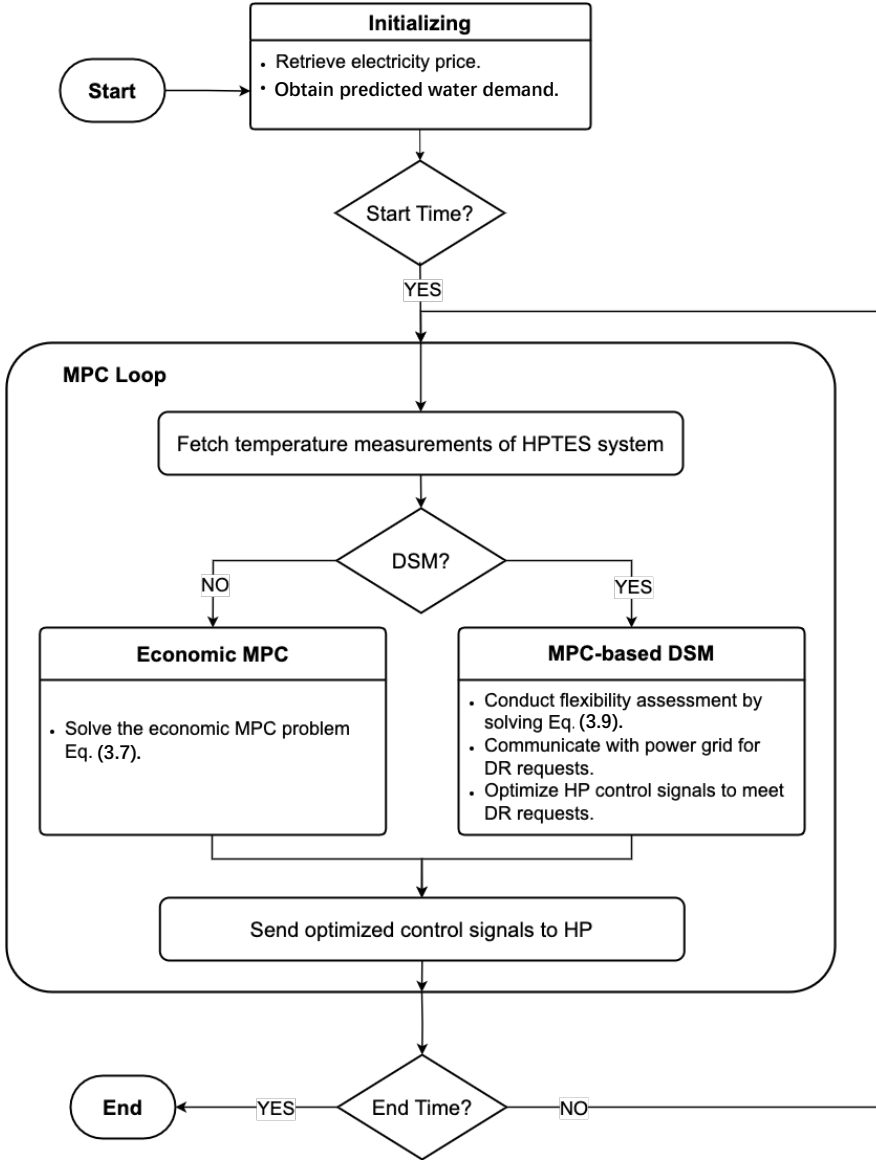 Initializing
• Retrieve electricity price.
• Obtain predicted water demand.
Start
Start Time?
YES
MPC Loop
Fetch temperature measurements of HPTES system
DSM?
NO
YES
Economic MPC
• Solve the economic MPC problem
Eq. (3.7).
MPC-based DSM
• Conduct flexibility assessment by
solving Eq. (3.9).
• Communicate with power grid for
DR requests.
• Optimize HP control signals to meet
DR requests.
Send optimized control signals to HP
End
YES
End Time?
NO